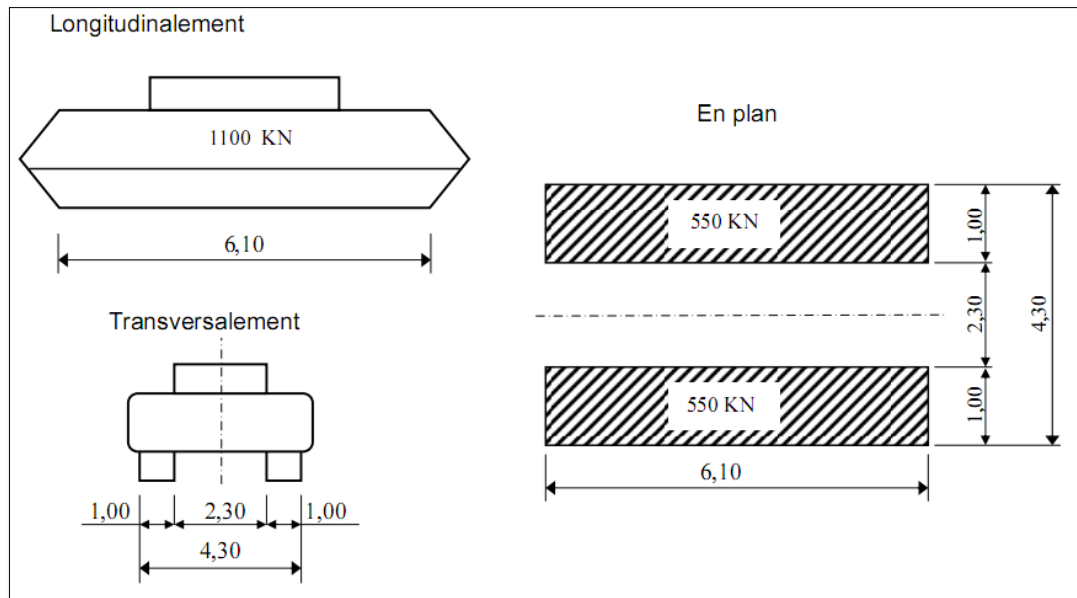 Longitudinalement
1100 KN
6,10
Transversalement
1,00 2,30 1,00
4,30
En plan
550 KN
1,00
2,30
4,30
550 KN
1,00
6,10